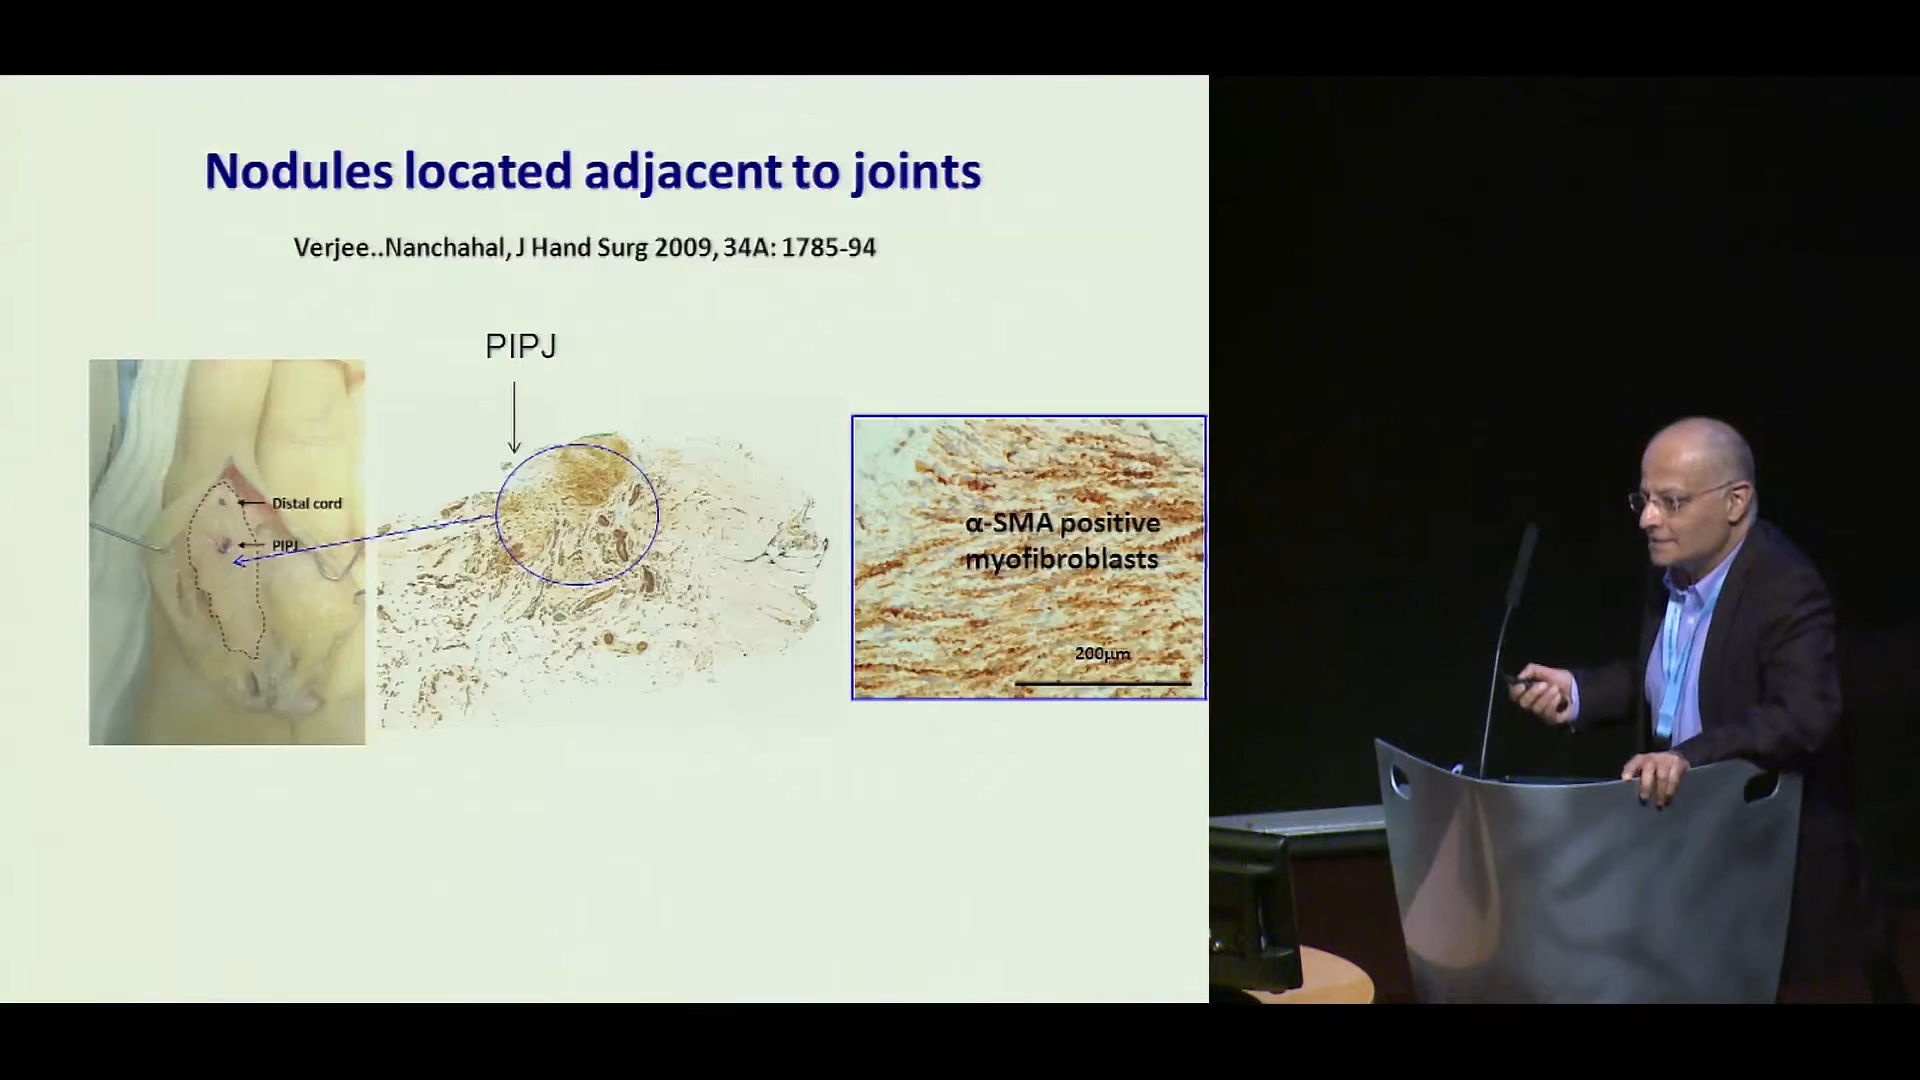 Nodules located adjacent to joints
Verjee..Nanchahal, J Hand Surg 2009, 34A: 1785-94
PIPJ
Distal cord
PIPJ
α-SMA positive
myofibroblasts
200µm